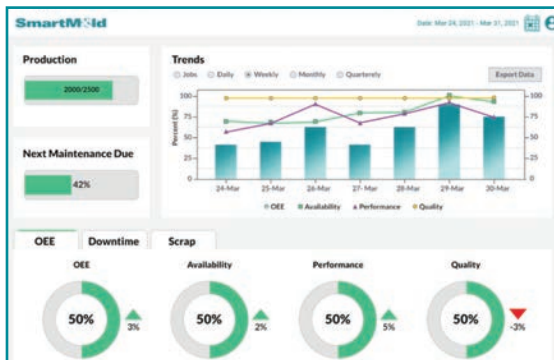 SmartMold
Date: Mar 24, 2021 - Mar 31, 2021
Production
2000/2500
Next Maintenance Due
42%
Trends
Jobs Daily Weekly Monthly Quarterely
Export Data
Percent (%)
100
75
50
25
0
100
75
50
25
0
24-Mar 25-Mar 26-Mar 27- Mar 28-Mar 29-Mar 30-Mar
OEE Availability Performance Quality
OEE Downtime Scrap
OEE Availability Performance Quality
50% 3% 50% 2% 50% 5% 50% -3%